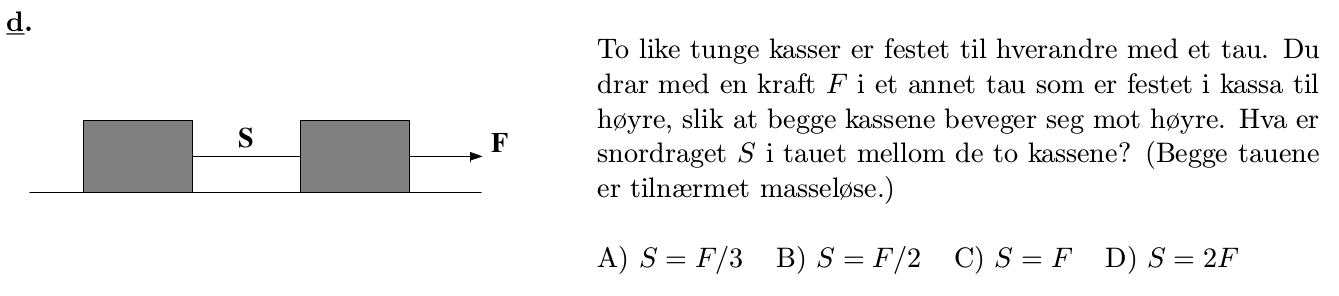 d.
S
F
To like tunge kasser er festet til hverandre med et tau. Du
drar med en kraft F i et annet tau som er festet i kassa til
høyre, slik at begge kassene beveger seg mot høyre. Hva er
snordraget S i tauet mellom de to kassene? (Begge tauene
er tilnærmet masseløse.)
A) S = F/3 B) S = F/2 C) S = F D) S = 2F